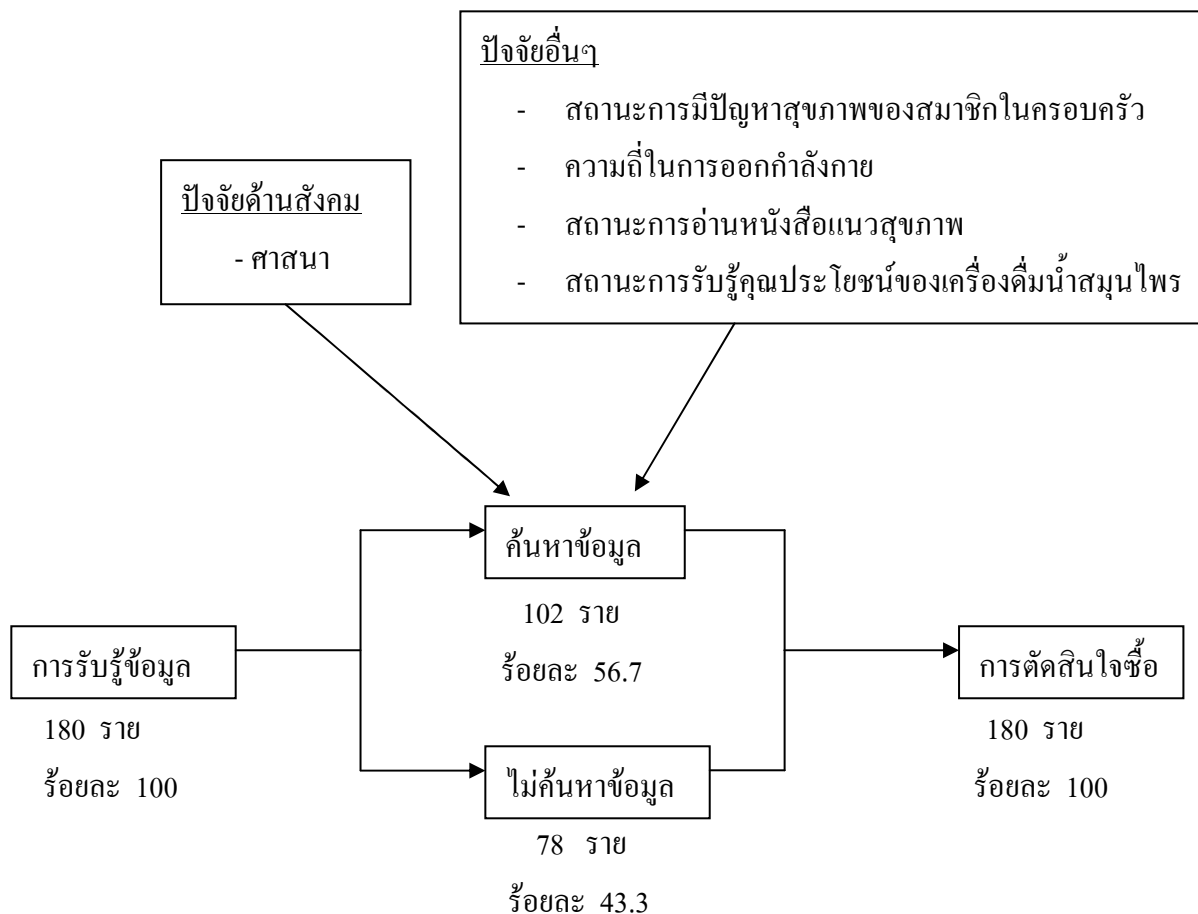 ปัจจัยอื่นๆ
- สถานะการมีปัญหาสุขภาพของสมาชิกในครอบครัว
- ความถี่ในการออกกำลังกาย
- สถานะการอ่านหนังสือแนวสุขภาพ
- สถานะการรับรู้คุณประโยชน์ของเครื่องดื่มน้ำสมุนไพร
ปัจจัยด้านสังคม
- ศาสนา
ค้นหาข้อมูล
102 ราย
ร้อยละ 56.7
การรับรู้ข้อมูล
180 ราย
ร้อยละ 100
ไม่ค้นหาข้อมูล
78 ราย
ร้อยละ 43.3
การตัดสินใจซื้อ
180 ราย
ร้อยละ 100